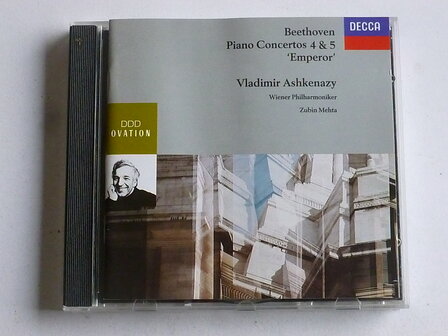 Beethoven
Piano Concertos 4 & 5
‘Emperor’
DECCA
Vladimir Ashkenazy
Wiener Philharmoniker
Zubin Mehta
DDD
OVATION